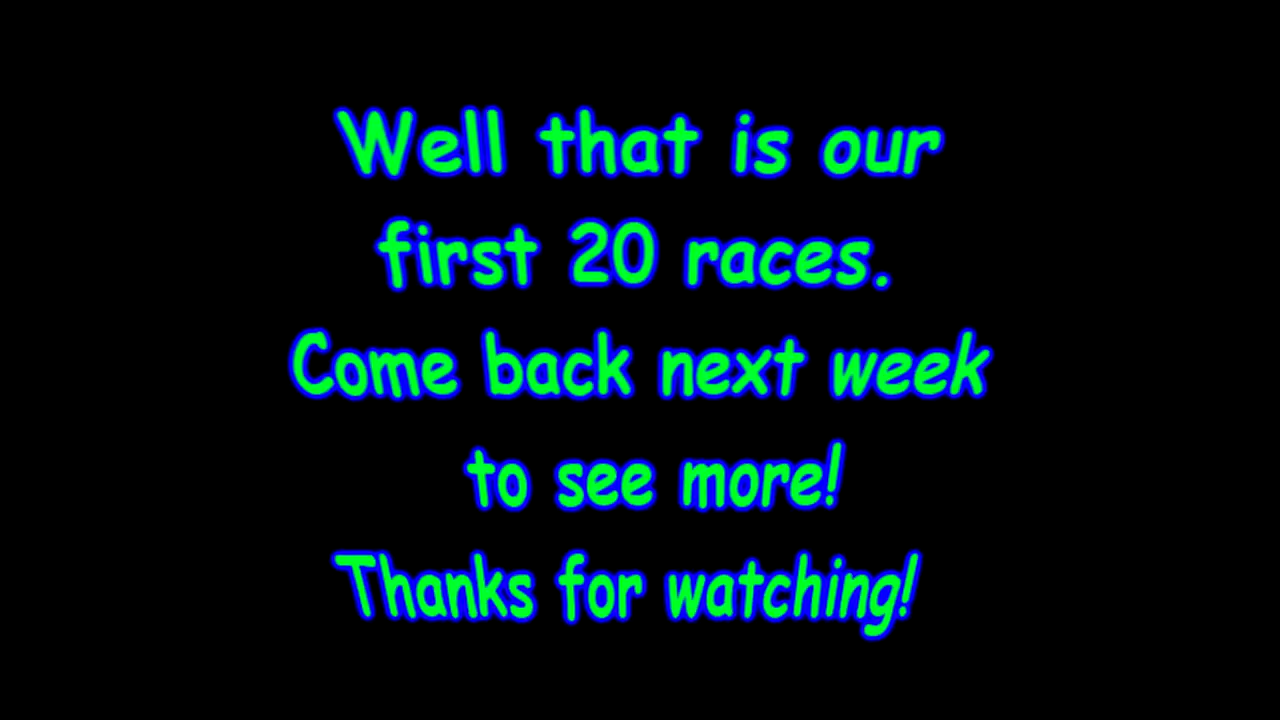 Well that is our
first 20 races.
Come back next week
to see more!
Thanks for watching!